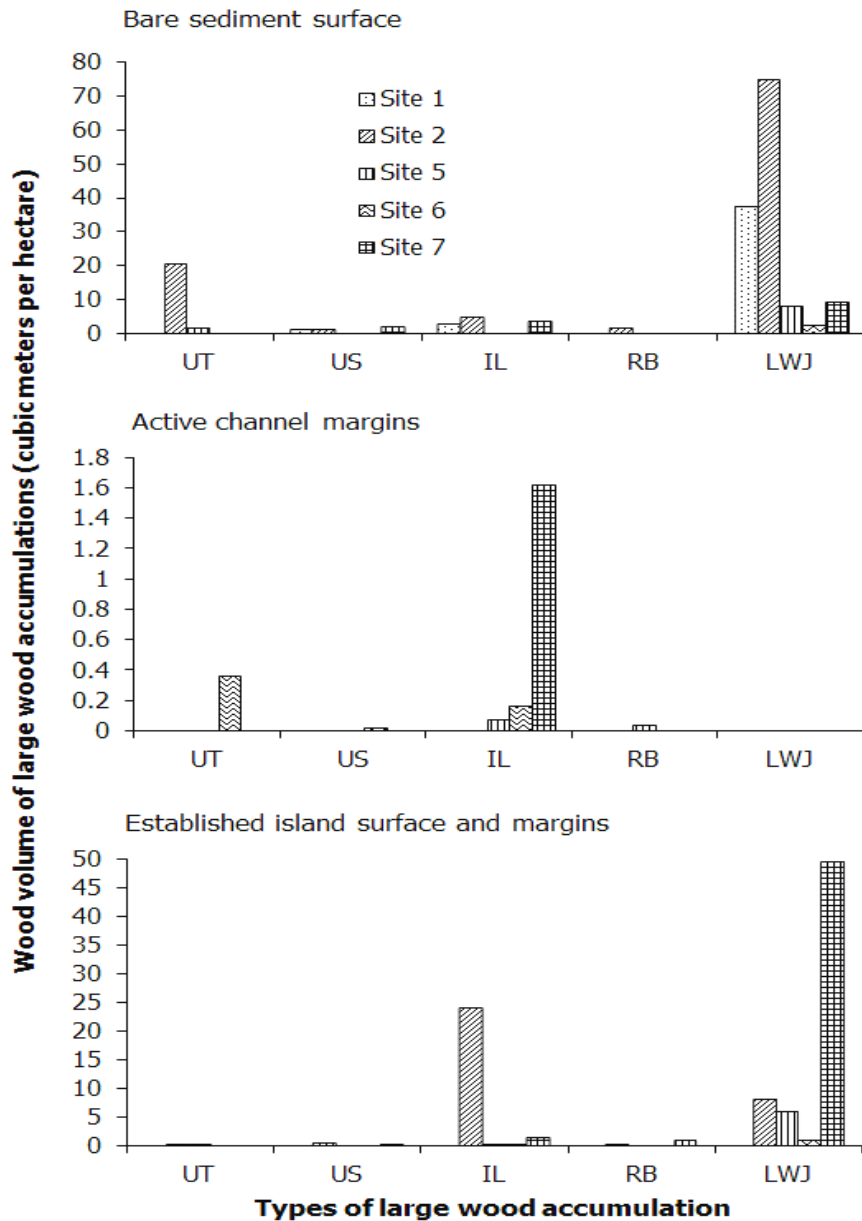 Bare sediment surface
80
70
60
50
40
30
20
10
0
Site 1
Site 2
Site 5
Site 6
Site 7
UT US IL RB LWJ
Active channel margins
1.8
1.6
1.4
1.2
1
0.8
0.6
0.4
0.2
0
UT US IL RB LWJ
Established island surface and margins
50
45
40
35
30
25
20
15
10
5
0
UT US IL RB LWJ
Wood volume of large wood accumulations (cubic meters per hectare)
Types of large wood accumulation